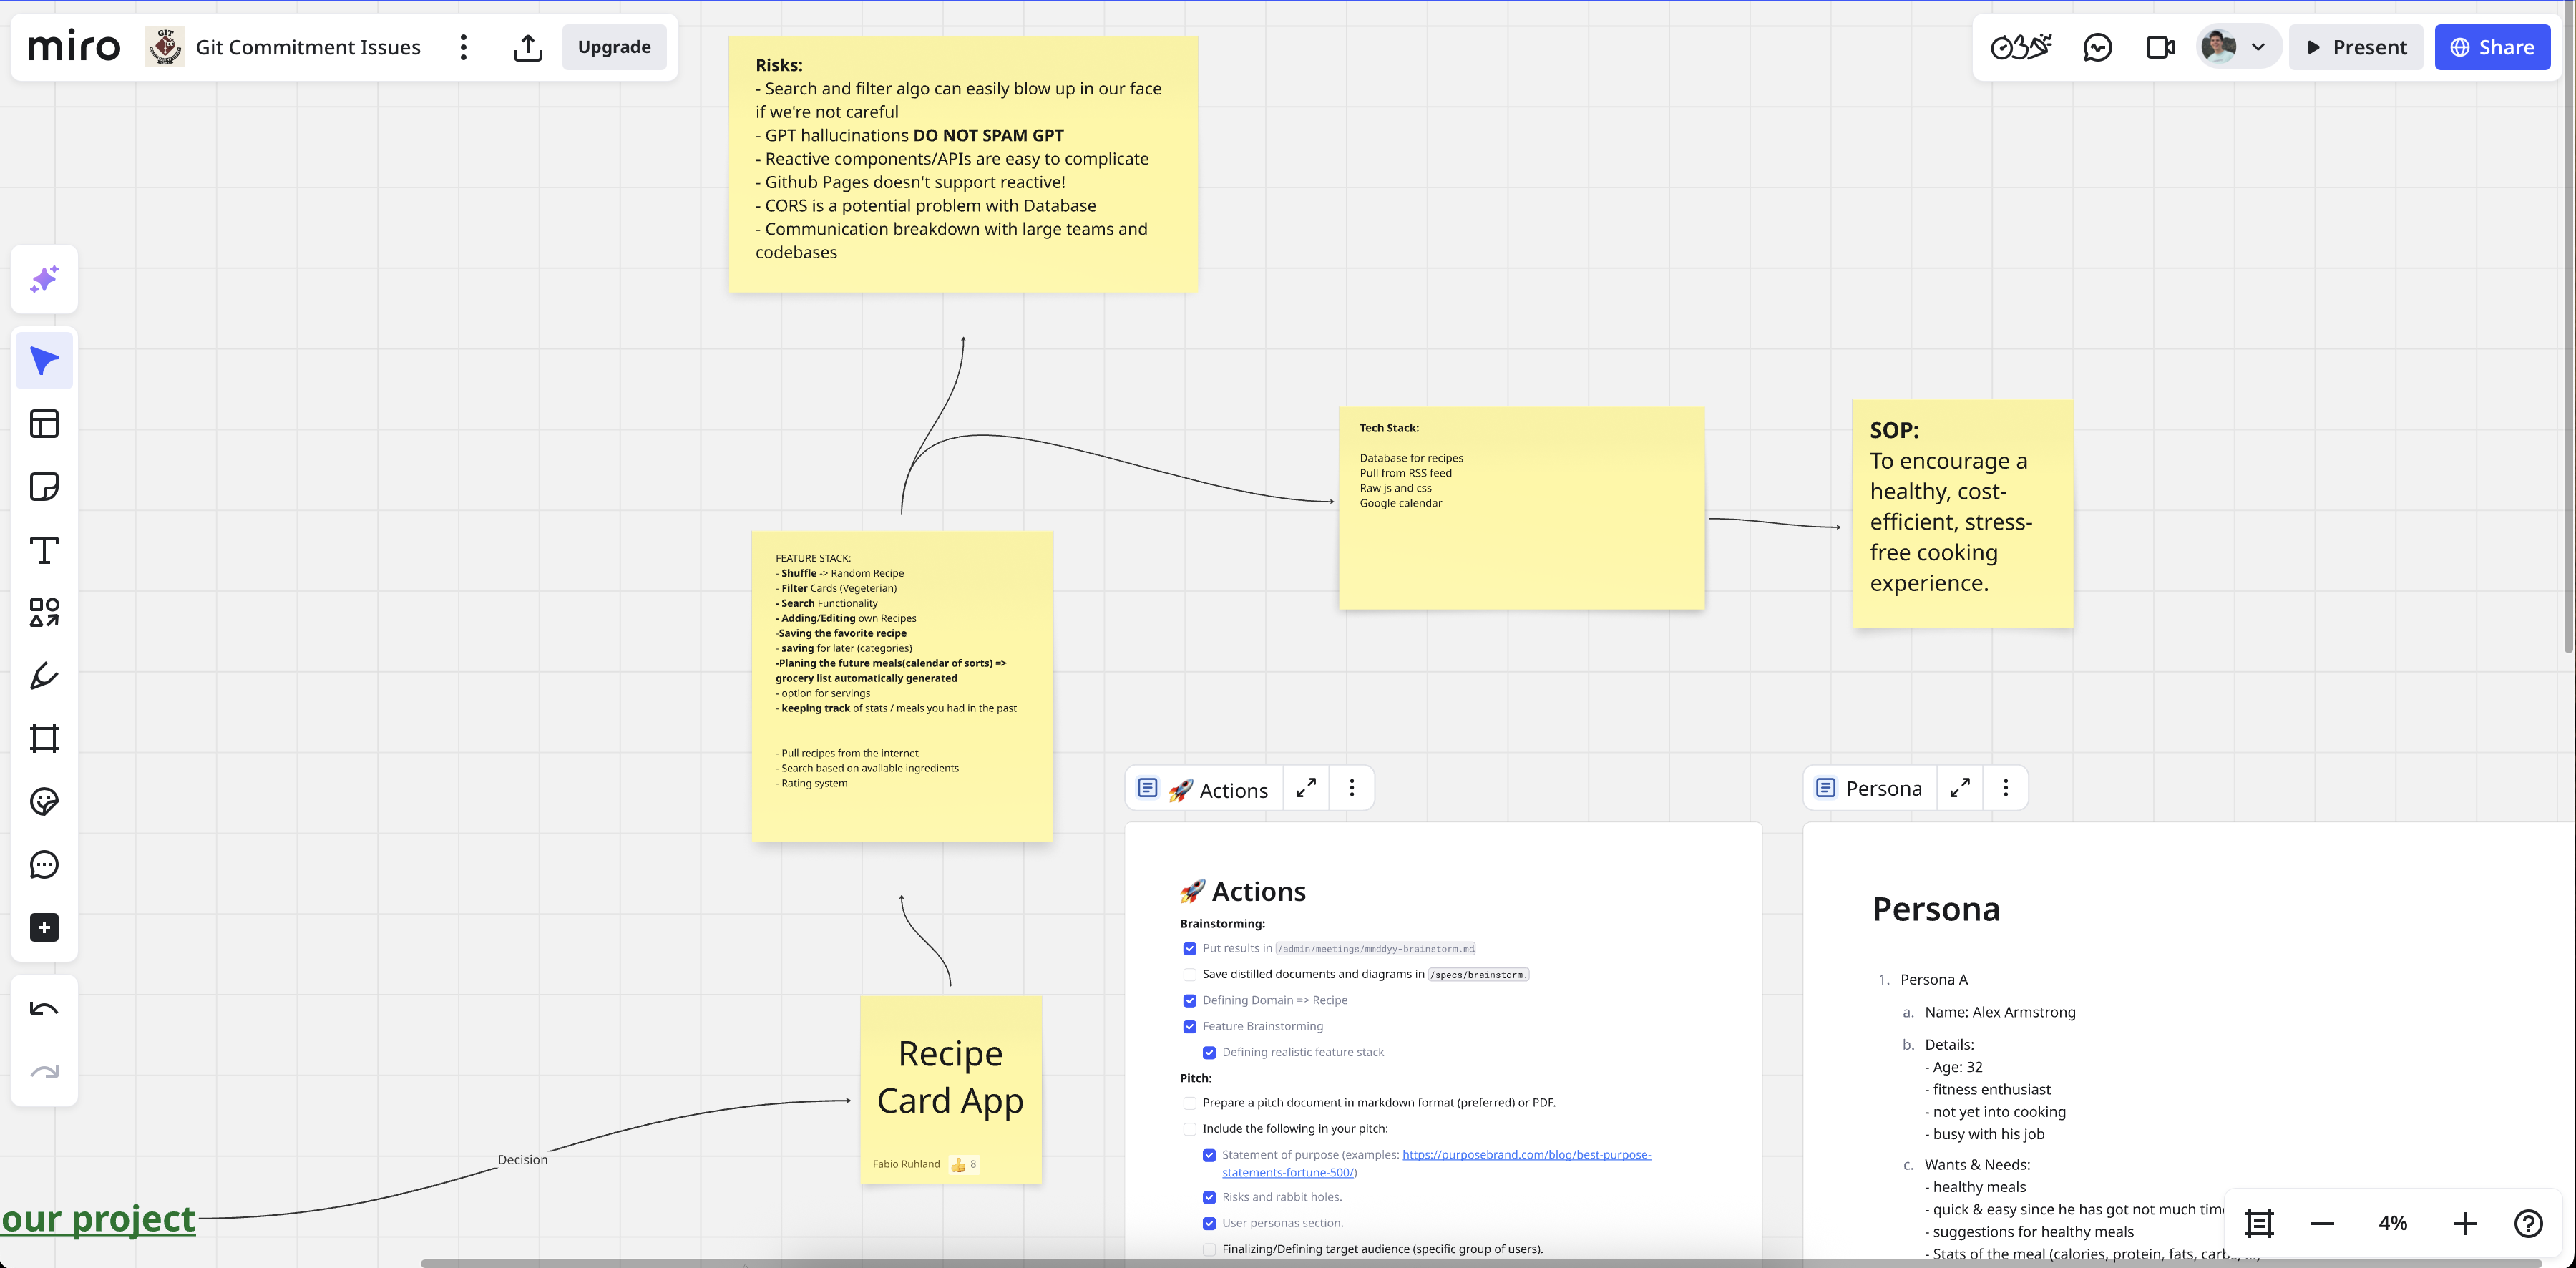 miro
Git Commitment Issues
Upgrade
Present
Share
Risks:
- Search and filter algo can easily blow up in our face
if we're not careful
- GPT hallucinations DO NOT SPAM GPT
- Reactive components/APIs are easy to complicate
- Github Pages doesn't support reactive!
- CORS is a potential problem with Database
- Communication breakdown with large teams and
codebases
Tech Stack:
Database for recipes
Pull from RSS feed
Raw js and css
Google calendar
SOP:
To encourage a
healthy, cost-
efficient, stress-
free cooking
experience.
FEATURE STACK:
- Shuffle -> Random Recipe
- Filter Cards (Vegeterian)
- Search Functionality
- Adding/Editing own Recipes
-Saving the favorite recipe
- saving for later (categories)
-Planing the future meals(calendar of sorts) =>
grocery list automatically generated
- option for servings
- keeping track of stats / meals you had in the past
- Pull recipes from the internet
- Search based on available ingredients
- Rating system
Recipe
Card App
Fabio Ruhland 👍 8
Decision
our project
🚀 Actions
🚀 Actions
Brainstorming:
Put results in /admin/meetings/mmddyy-brainstorm.md
Save distilled documents and diagrams in /specs/brainstorm.
Defining Domain => Recipe
Feature Brainstorming
Defining realistic feature stack
Pitch:
Prepare a pitch document in markdown format (preferred) or PDF.
Include the following in your pitch:
Statement of purpose (examples: https://purposebrand.com/blog/best-purpose-
statements-fortune-500/)
Risks and rabbit holes.
User personas section.
Finalizing/Defining target audience (specific group of users).
Persona
Persona
1. Persona A
a. Name: Alex Armstrong
b. Details:
- Age: 32
- fitness enthusiast
- not yet into cooking
- busy with his job
c. Wants & Needs:
- healthy meals
- quick & easy since he has got not much time
- suggestions for healthy meals
- Stats of the meal (calories, protein, fats, carbs, ...)
4%